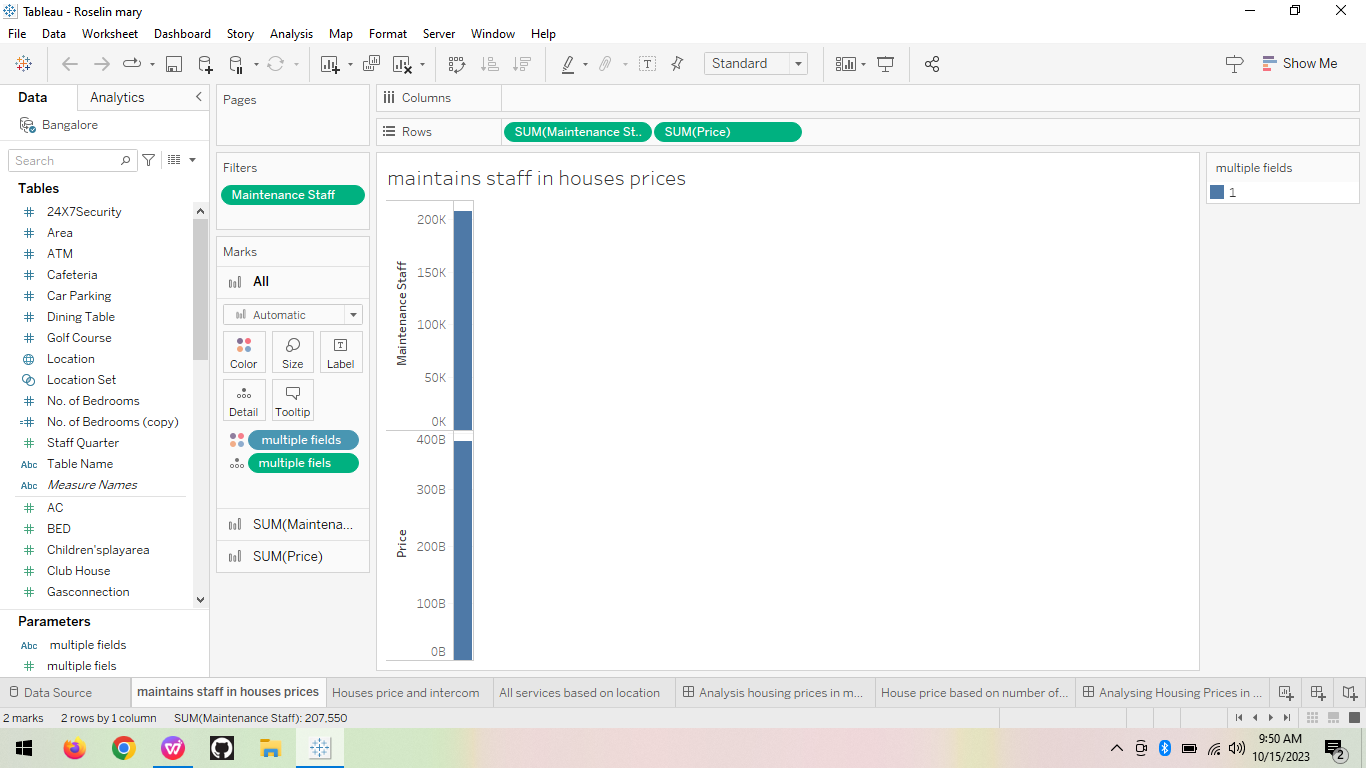 Tableau - Roselin mary
File Data Worksheet Dashboard Story Analysis Map Format Server Window Help
Standard
Show Me
Data Analytics
Bangalore
Search
Tables
24X7Security
Area
ATM
Cafeteria
Car Parking
Dining Table
Golf Course
Location
Location Set
No. of Bedrooms
No. of Bedrooms (copy)
Staff Quarter
Abc Table Name
Abc Measure Names
AC
BED
Children'splayarea
Club House
Gasconnection
Parameters
Abc multiple fields
multiple fiels
Pages
Filters
Maintenance Staff
Marks
All
Automatic
Color Size Label
Detail Tooltip
multiple fields
multiple fiels
SUM(Maintena...
SUM(Price)
Columns
Rows SUM(Maintenance St.. SUM(Price)
maintains staff in houses prices
Maintenance Staff
200K
150K
100K
50K
0K
Price
400B
300B
200B
100B
0B
multiple fields
1
Data Source maintains staff in houses prices Houses price and intercom All services based on location Analysis housing prices in m... House price based on number of... Analysing Housing Prices in ...
2 marks 2 rows by 1 column SUM(Maintenance Staff): 207,550
9:50 AM
10/15/2023
2